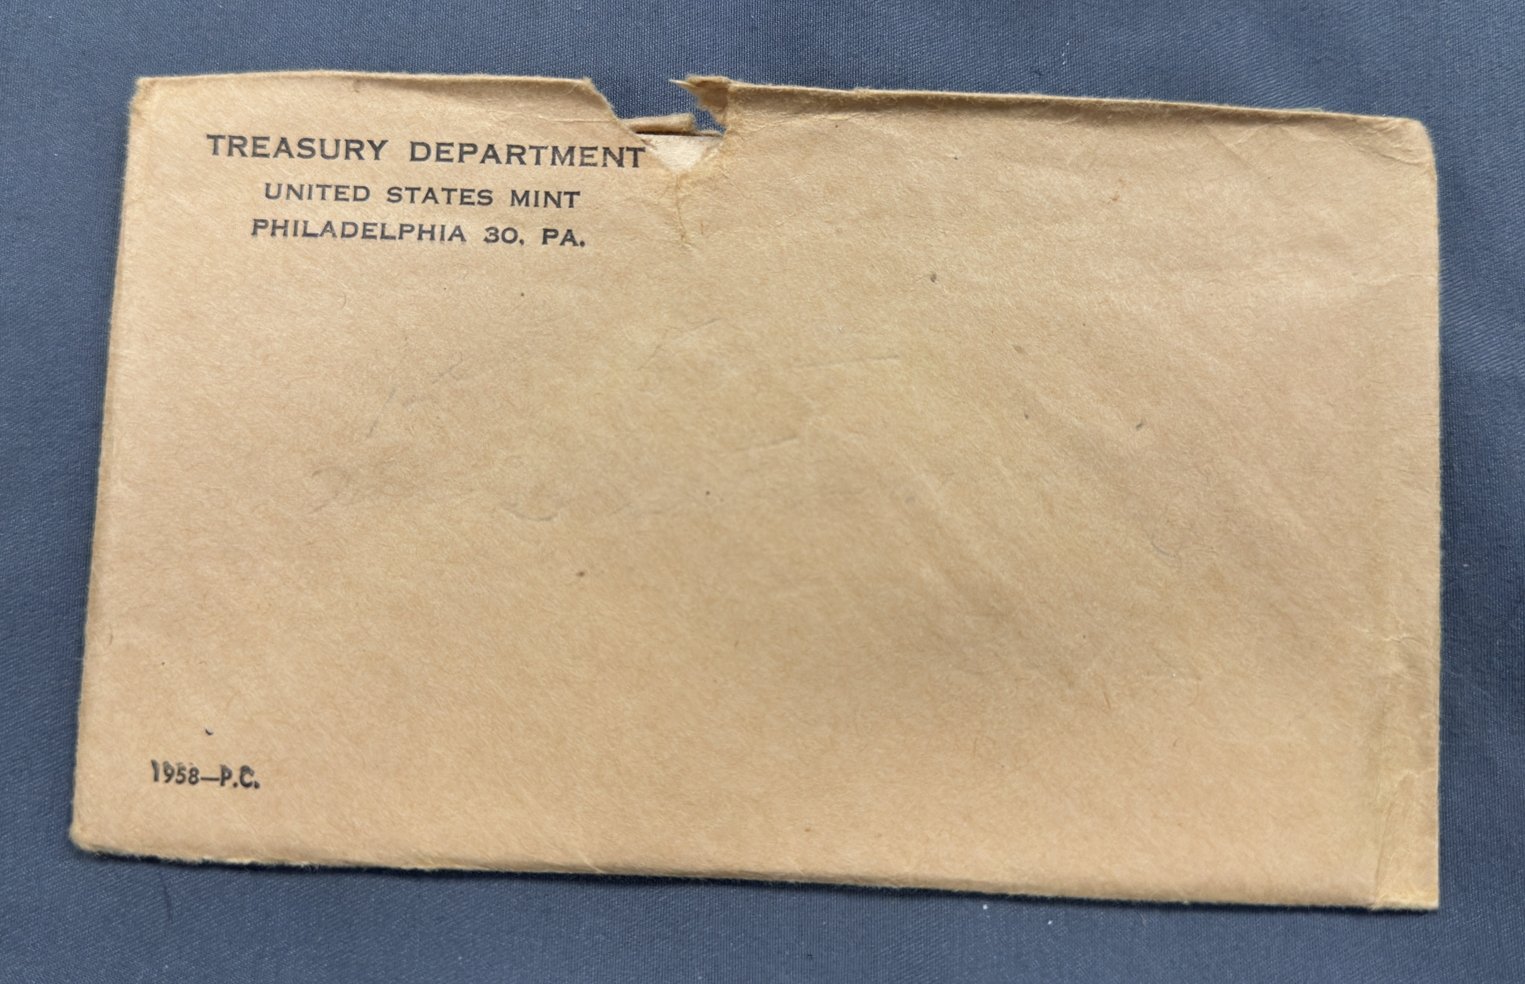 TREASURY DEPARTMENT
UNITED STATES MINT
PHILADELPHIA 30, PA.
1958—P.C.